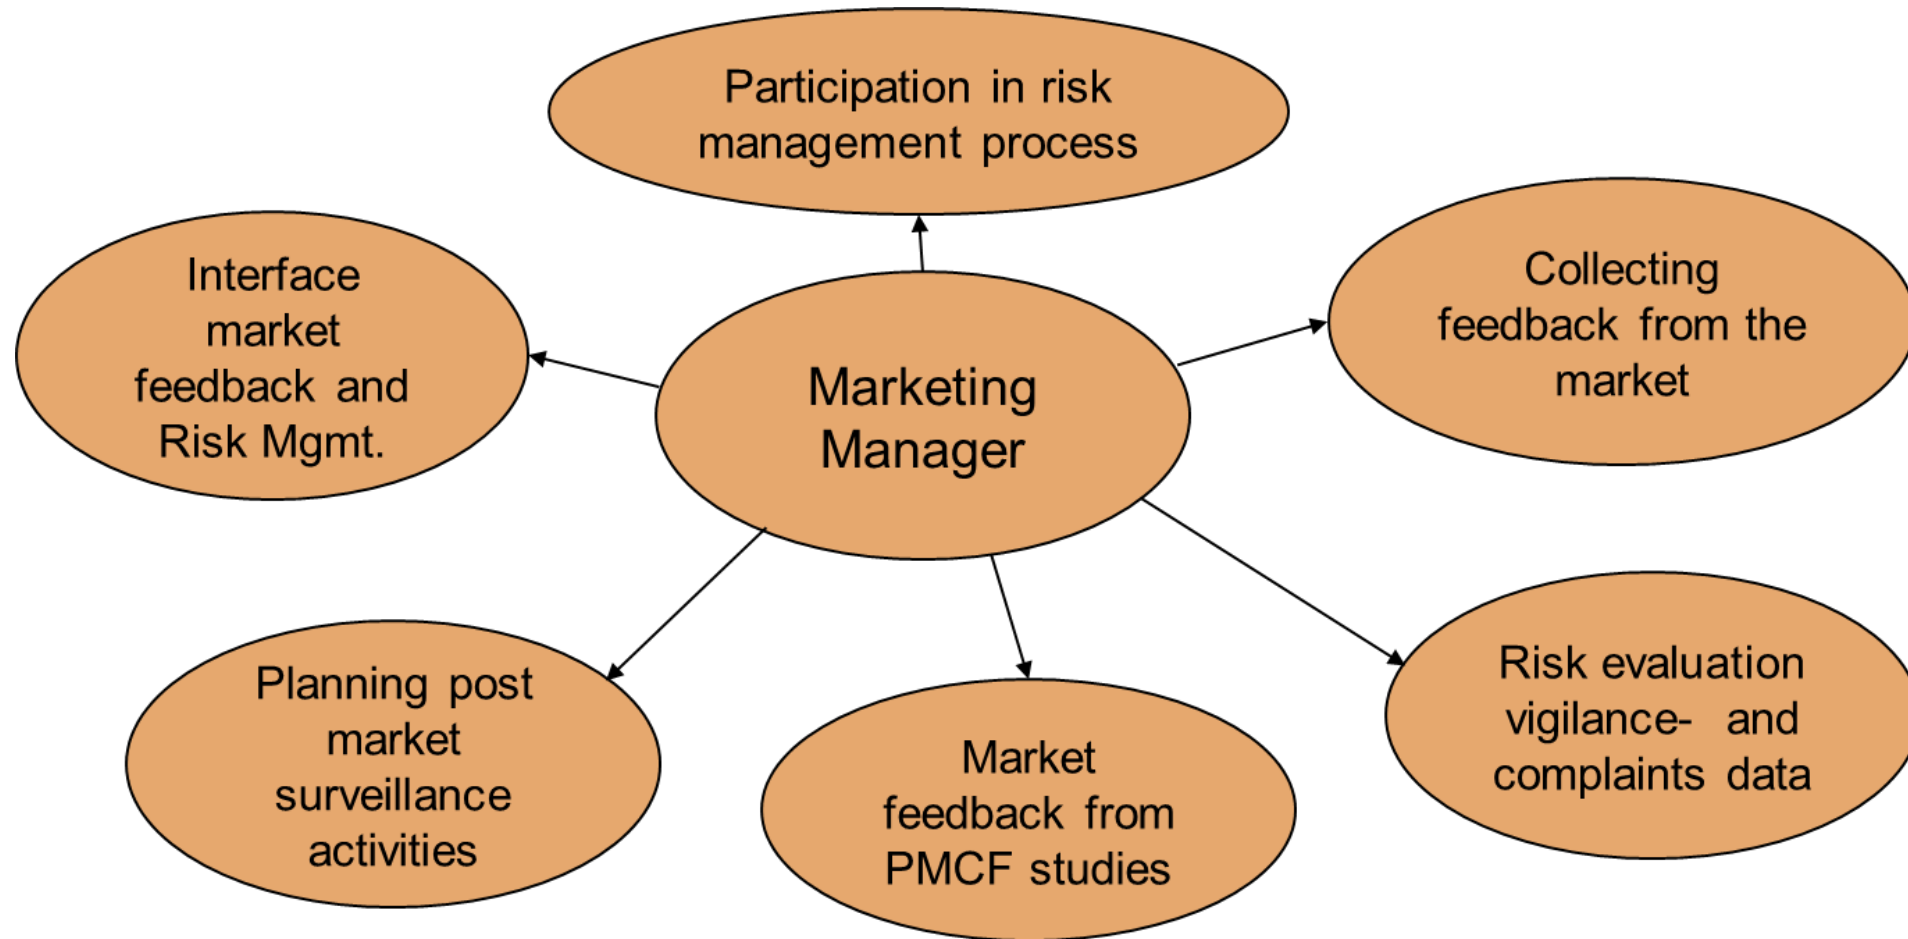 Participation in risk
management process
Interface
market
feedback and
Risk Mgmt.
Collecting
feedback from the
market
Marketing
Manager
Planning post
market
surveillance
activities
Market
feedback from
PMCF studies
Risk evaluation
vigilance- and
complaints data